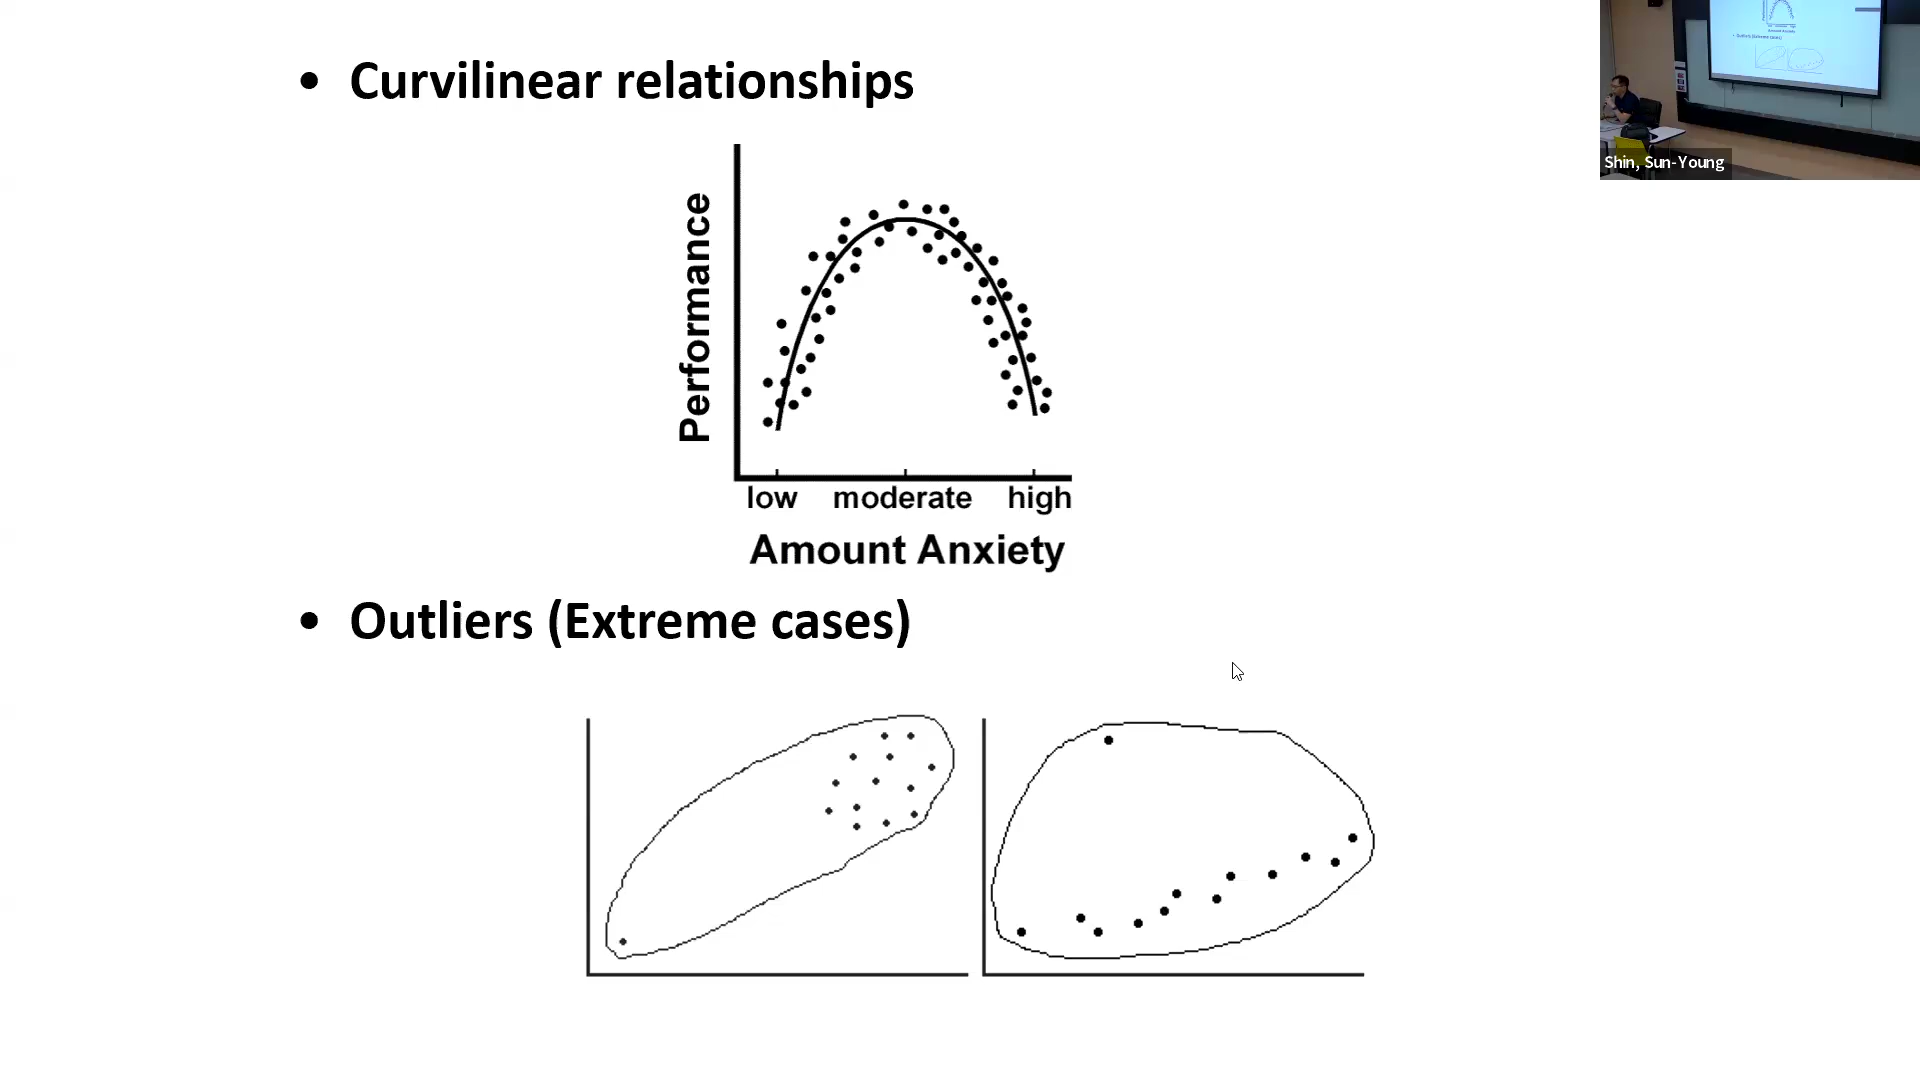 • Curvilinear relationships
Performance
low moderate high
Amount Anxiety
• Outliers (Extreme cases)
Shin, Sun-Young